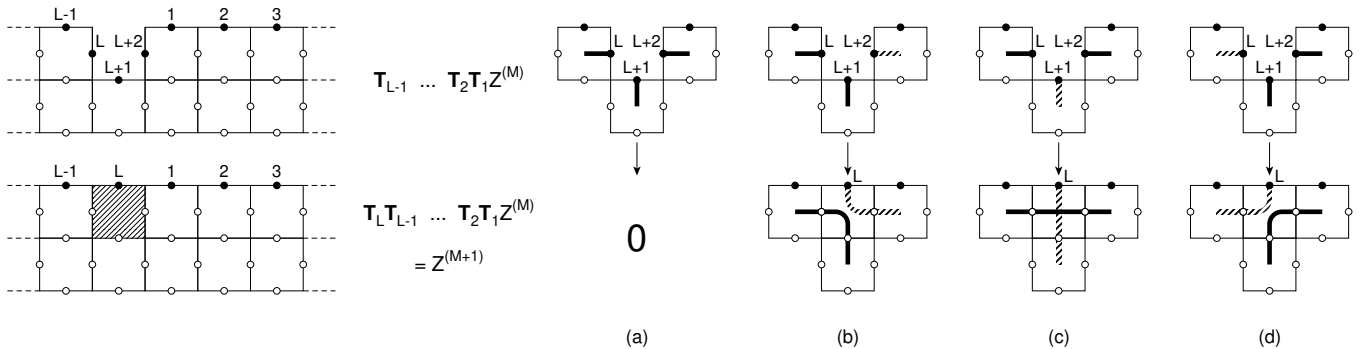 L-1 1 2 3
L L+2
L+1
T_{L-1} ... T_2T_1Z^{(M)}
L L+2
L+1
L L+2
L+1
L L+2
L+1
L L+2
L+1
L-1 L 1 2 3
T_LT_{L-1} ... T_2T_1Z^{(M)}
= Z^{(M+1)}
0
L
L
L
(a) (b) (c) (d)